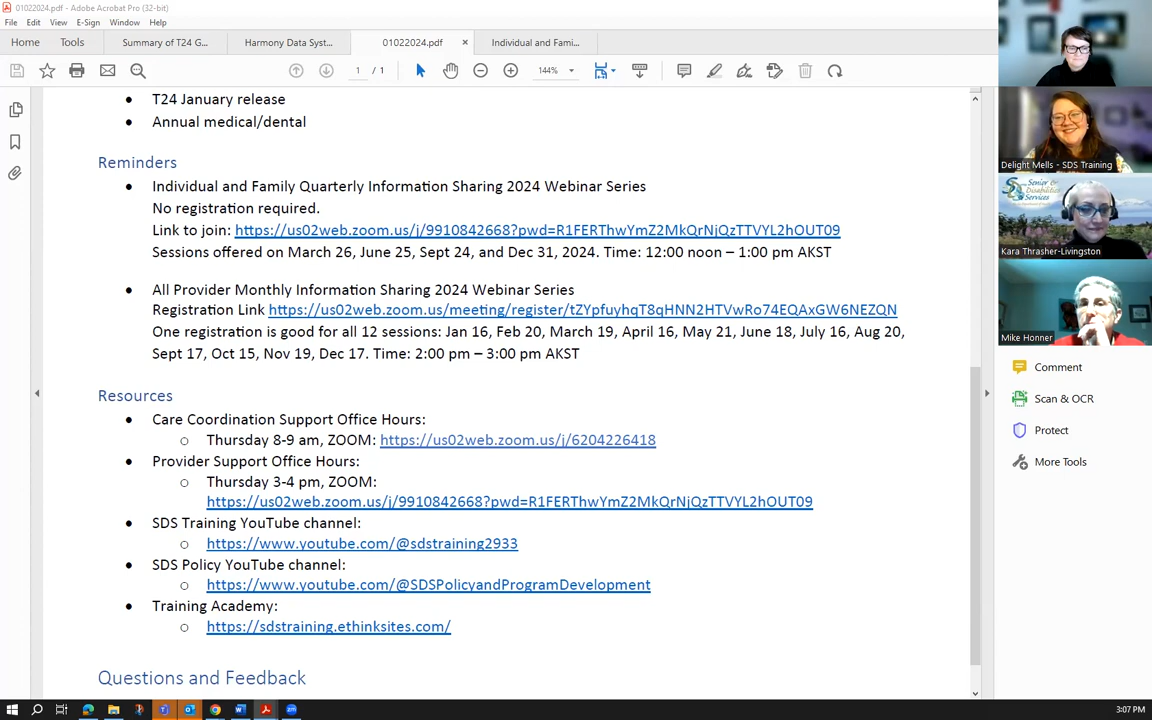 01022024.pdf - Adobe Acrobat Pro (32-bit)
File Edit View E-Sign Window Help
Home Tools Summary of T24 G... Harmony Data Syst... 01022024.pdf × Individual and Fami...
1 / 1 144%
• T24 January release
• Annual medical/dental
Reminders
• Individual and Family Quarterly Information Sharing 2024 Webinar Series
No registration required.
Link to join: https://us02web.zoom.us/j/9910842668?pwd=R1FERThwYmZ2MkQrNjQzTTVYL2hOUT09
Sessions offered on March 26, June 25, Sept 24, and Dec 31, 2024. Time: 12:00 noon – 1:00 pm AKST
• All Provider Monthly Information Sharing 2024 Webinar Series
Registration Link https://us02web.zoom.us/meeting/register/tZYpfuyhqT8qHNN2HTVwRo74EQAxGW6NEZQN
One registration is good for all 12 sessions: Jan 16, Feb 20, March 19, April 16, May 21, June 18, July 16, Aug 20,
Sept 17, Oct 15, Nov 19, Dec 17. Time: 2:00 pm – 3:00 pm AKST
Resources
• Care Coordination Support Office Hours:
○ Thursday 8-9 am, ZOOM: https://us02web.zoom.us/j/6204226418
• Provider Support Office Hours:
○ Thursday 3-4 pm, ZOOM:
https://us02web.zoom.us/j/9910842668?pwd=R1FERThwYmZ2MkQrNjQzTTVYL2hOUT09
• SDS Training YouTube channel:
○ https://www.youtube.com/@sdstraining2933
• SDS Policy YouTube channel:
○ https://www.youtube.com/@SDSPolicyandProgramDevelopment
• Training Academy:
○ https://sdstraining.ethinksites.com/
Questions and Feedback
Delight Mells - SDS Training
Senior &
Disabilities
Services
Kara Thrasher-Livingston
Mike Honner
Comment
Scan & OCR
Protect
More Tools
3:07 PM